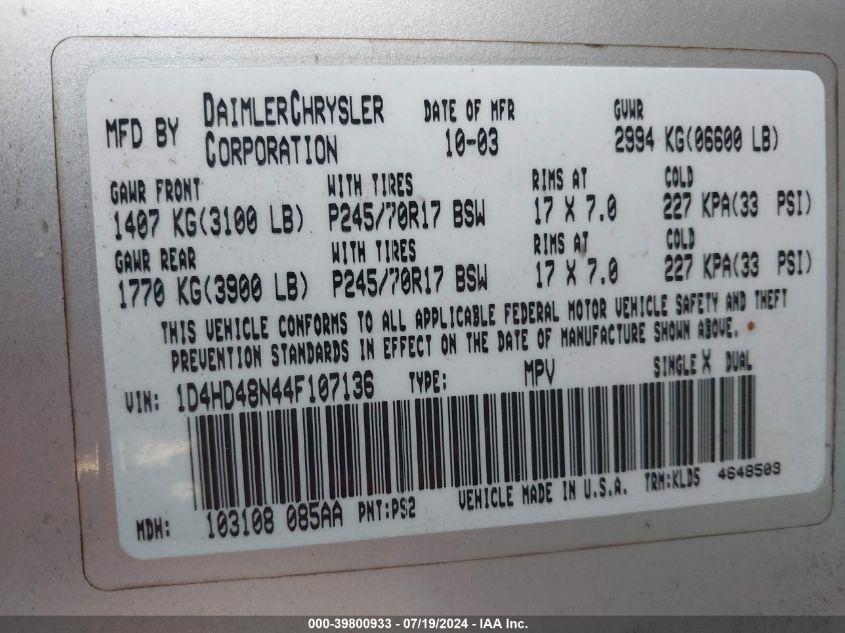 MFD BY DAIMLERCHRYSLER CORPORATION DATE OF MFR 10-03 GVWR 2994 KG(06600 LB)
GAWR FRONT WITH TIRES RIMS AT COLD
1407 KG(3100 LB) P245/70R17 BSW 17 X 7.0 227 KPA(33 PSI)
GAWR REAR WITH TIRES RIMS AT COLD
1770 KG(3900 LB) P245/70R17 BSW 17 X 7.0 227 KPA(33 PSI)
THIS VEHICLE CONFORMS TO ALL APPLICABLE FEDERAL MOTOR VEHICLE SAFETY AND THEFT
PREVENTION STANDARDS IN EFFECT ON THE DATE OF MANUFACTURE SHOWN ABOVE.
VIN: 1D4HD48N44F107136 TYPE: MPV SINGLE X DUAL
MDH: 103108 085AA PNT:PS2 VEHICLE MADE IN U.S.A. TRM:KLD5 4648503
000-39800933 - 07/19/2024 - IAA Inc.